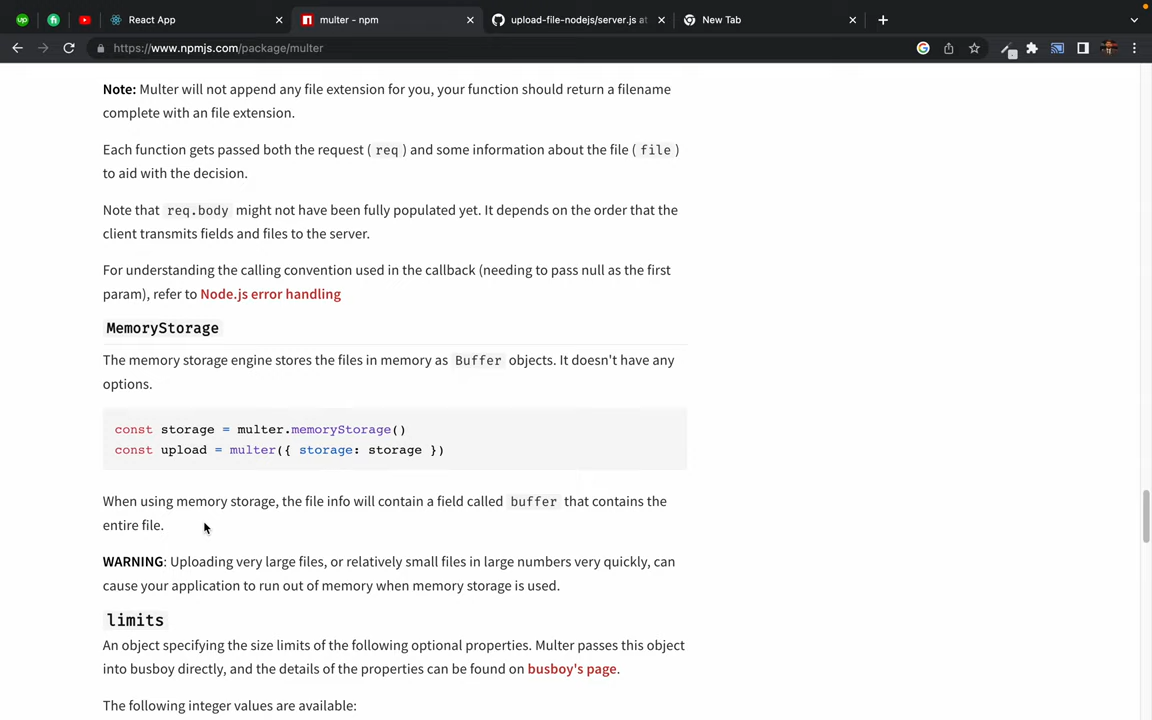 React App
multer - npm
upload-file-nodejs/server.js at
New Tab
https://www.npmjs.com/package/multer
Note: Multer will not append any file extension for you, your function should return a filename
complete with an file extension.
Each function gets passed both the request ( req ) and some information about the file ( file )
to aid with the decision.
Note that req.body might not have been fully populated yet. It depends on the order that the
client transmits fields and files to the server.
For understanding the calling convention used in the callback (needing to pass null as the first
param), refer to Node.js error handling
MemoryStorage
The memory storage engine stores the files in memory as Buffer objects. It doesn't have any
options.
const storage = multer.memoryStorage()
const upload = multer({ storage: storage })
When using memory storage, the file info will contain a field called buffer that contains the
entire file.
WARNING: Uploading very large files, or relatively small files in large numbers very quickly, can
cause your application to run out of memory when memory storage is used.
limits
An object specifying the size limits of the following optional properties. Multer passes this object
into busboy directly, and the details of the properties can be found on busboy's page.
The following integer values are available: